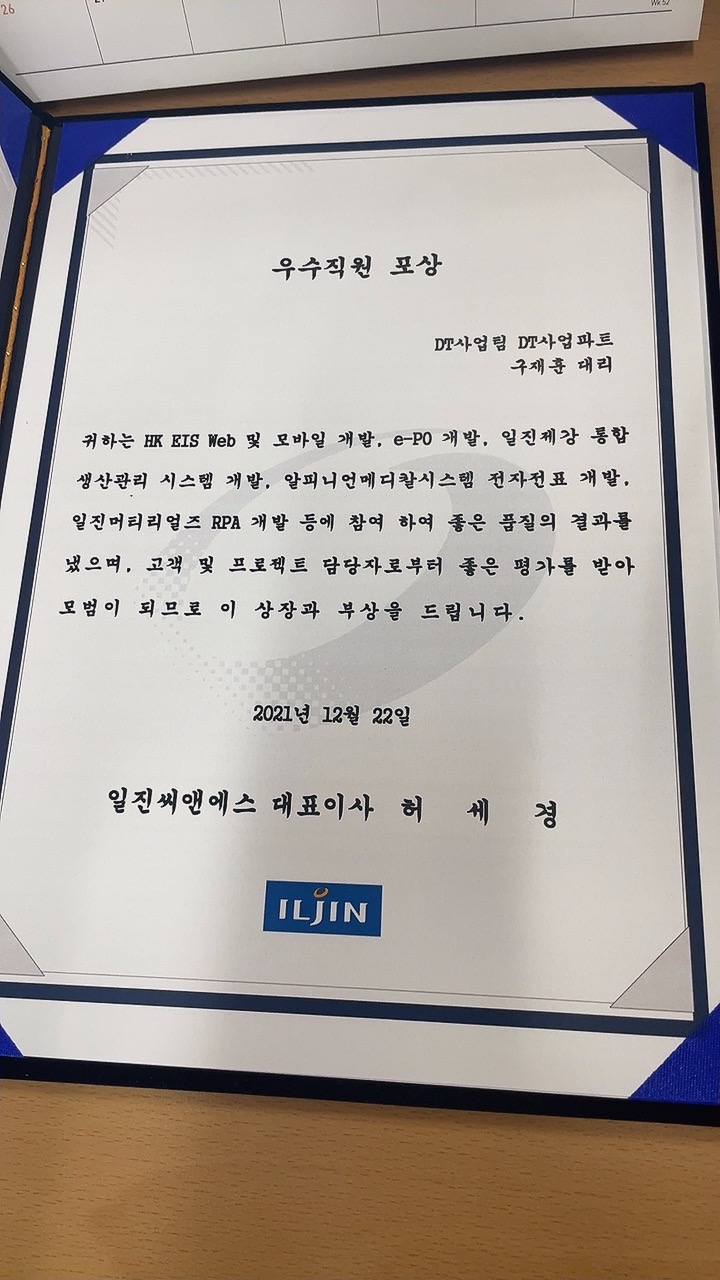 26
Wk 52
우수직원 포상
DT사업팀 DT사업파트
구재훈 대리
귀하는 HK EIS Web 및 모바일 개발, e-PO 개발, 일진제강 통합
생산관리 시스템 개발, 알피니언메디칼시스템 전자전표 개발,
일진머티리얼즈 RPA 개발 등에 참여 하여 좋은 품질의 결과를
냈으며, 고객 및 프로젝트 담당자로부터 좋은 평가를 받아
모범이 되므로 이 상장과 부상을 드립니다.
2021년 12월 22일
일진씨앤에스 대표이사 허 세 경
ILJIN